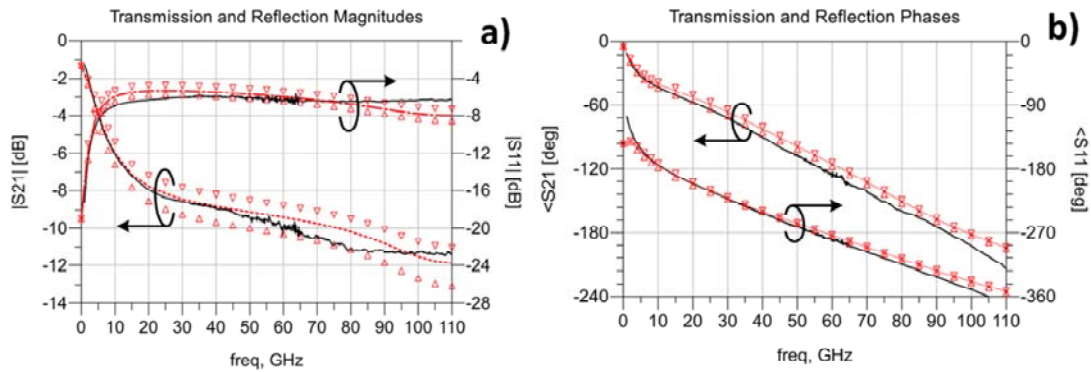 Transmission and Reflection Magnitudes
a)
|S21| [dB]
0
-2
-4
-6
-8
-10
-12
-14
0
-4
-8
-12
-16
-20
-24
-28
|S11| [dB]
0 10 20 30 40 50 60 70 80 90 100 110
freq, GHz
Transmission and Reflection Phases
b)
<S21 [deg]
0
-60
-120
-180
-240
0
-90
-180
-270
-360
<S11 [deg]
0 10 20 30 40 50 60 70 80 90 100 110
freq, GHz